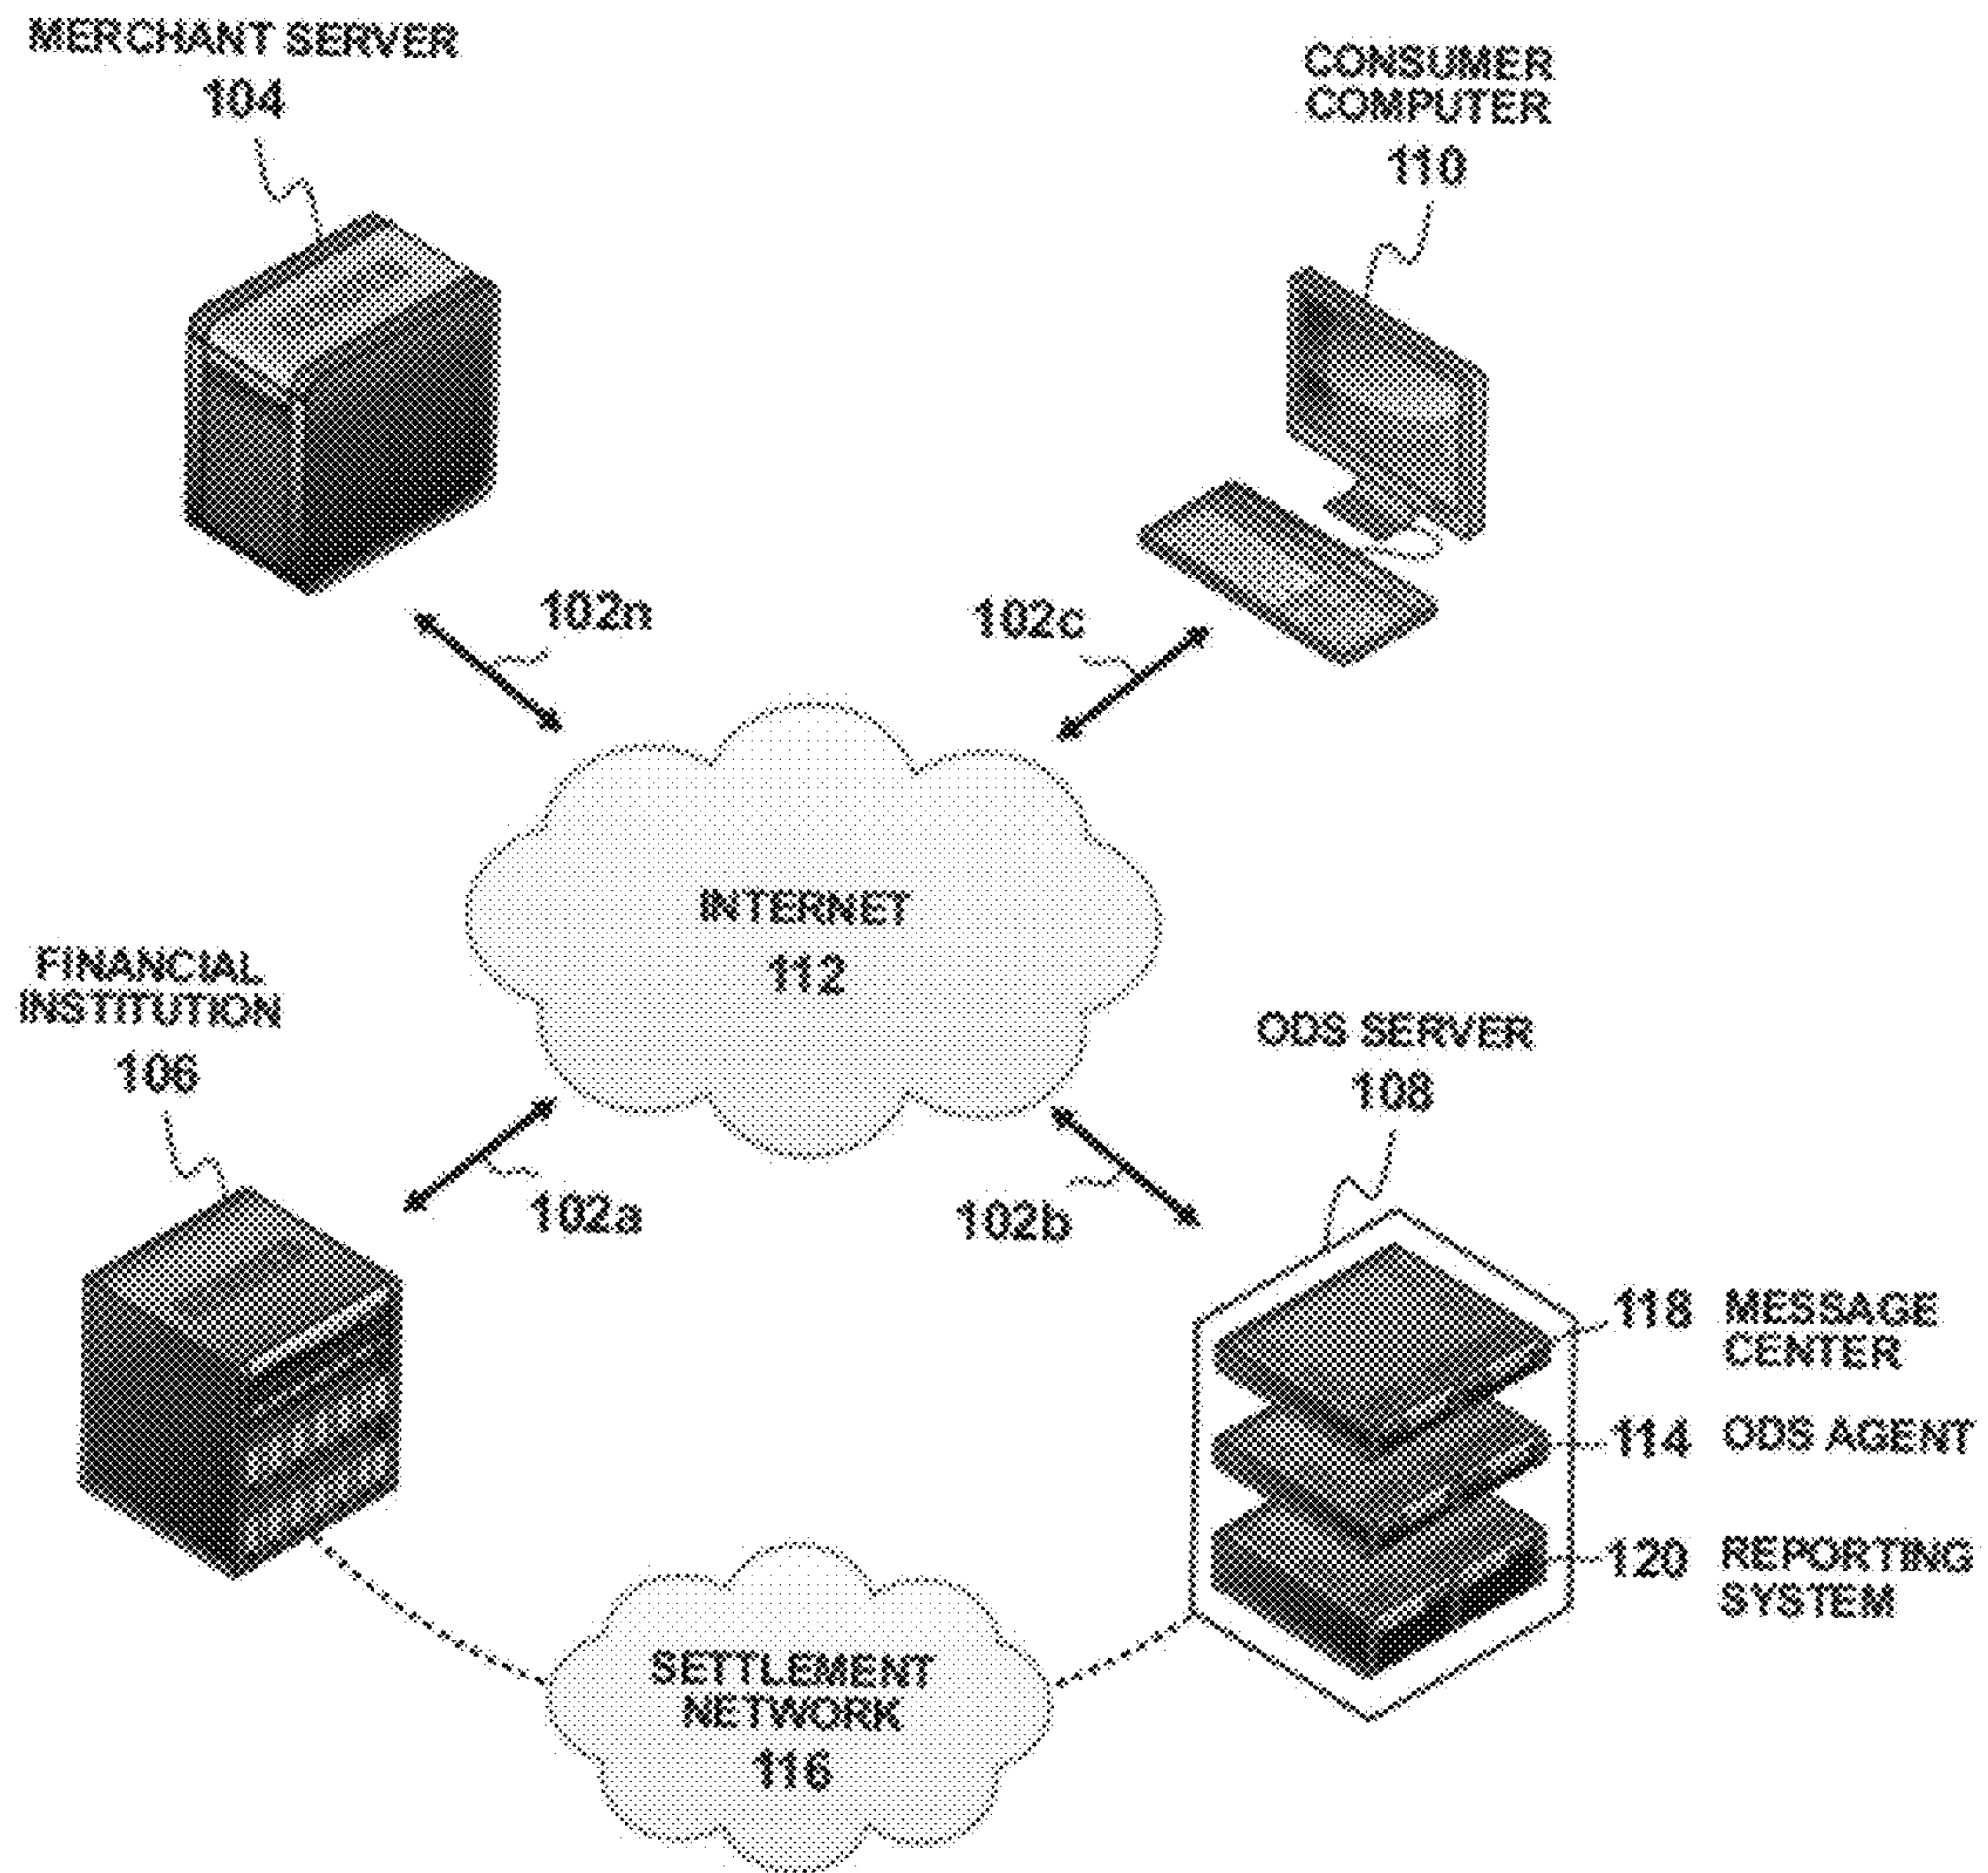 MERCHANT SERVER
104
CONSUMER
COMPUTER
110
102n
102c
INTERNET
112
FINANCIAL
INSTITUTION
106
ODS SERVER
108
102a
102b
118 MESSAGE
CENTER
114 ODS AGENT
120 REPORTING
SYSTEM
SETTLEMENT
NETWORK
116